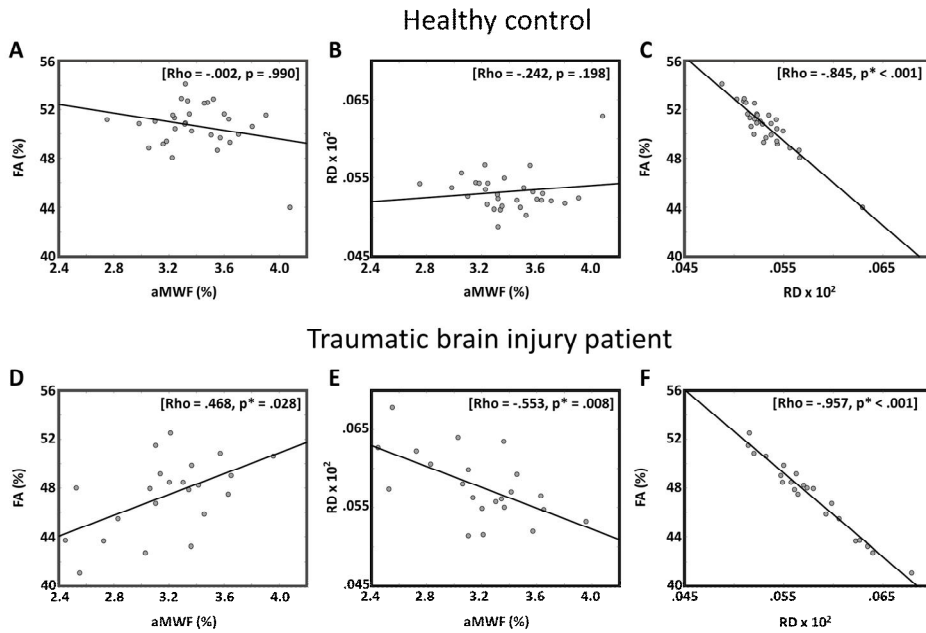 Healthy control
A
[Rho = -.002, p = .990]
FA (%)
56
52
48
44
40
2.4 2.8 3.2 3.6 4.0
aMWF (%)
B
[Rho = -.242, p = .198]
RD x 10²
.065
.055
.045
2.4 2.8 3.2 3.6 4.0
aMWF (%)
C
[Rho = -.845, p* < .001]
FA (%)
56
52
48
44
40
.045 .055 .065
RD x 10²
Traumatic brain injury patient
D
[Rho = .468, p* = .028]
FA (%)
56
52
48
44
40
2.4 2.8 3.2 3.6 4.0
aMWF (%)
E
[Rho = -.553, p* = .008]
RD x 10²
.065
.055
.045
2.4 2.8 3.2 3.6 4.0
aMWF (%)
F
[Rho = -.957, p* < .001]
FA (%)
56
52
48
44
40
.045 .055 .065
RD x 10²